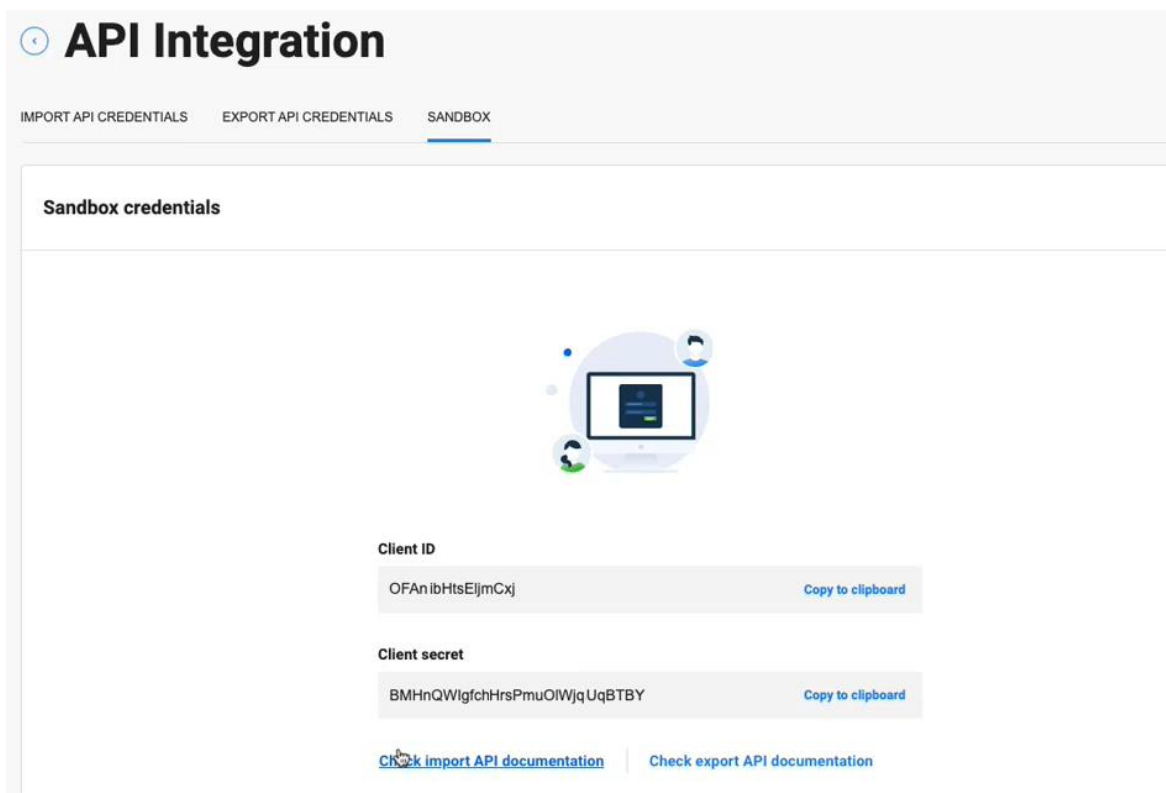 API Integration
IMPORT API CREDENTIALS EXPORT API CREDENTIALS SANDBOX
Sandbox credentials
Client ID
OFAnibHtsEljmCxj Copy to clipboard
Client secret
BMHnQWIgfchHrsPmuOlWjqUqBTBY Copy to clipboard
Check import API documentation Check export API documentation